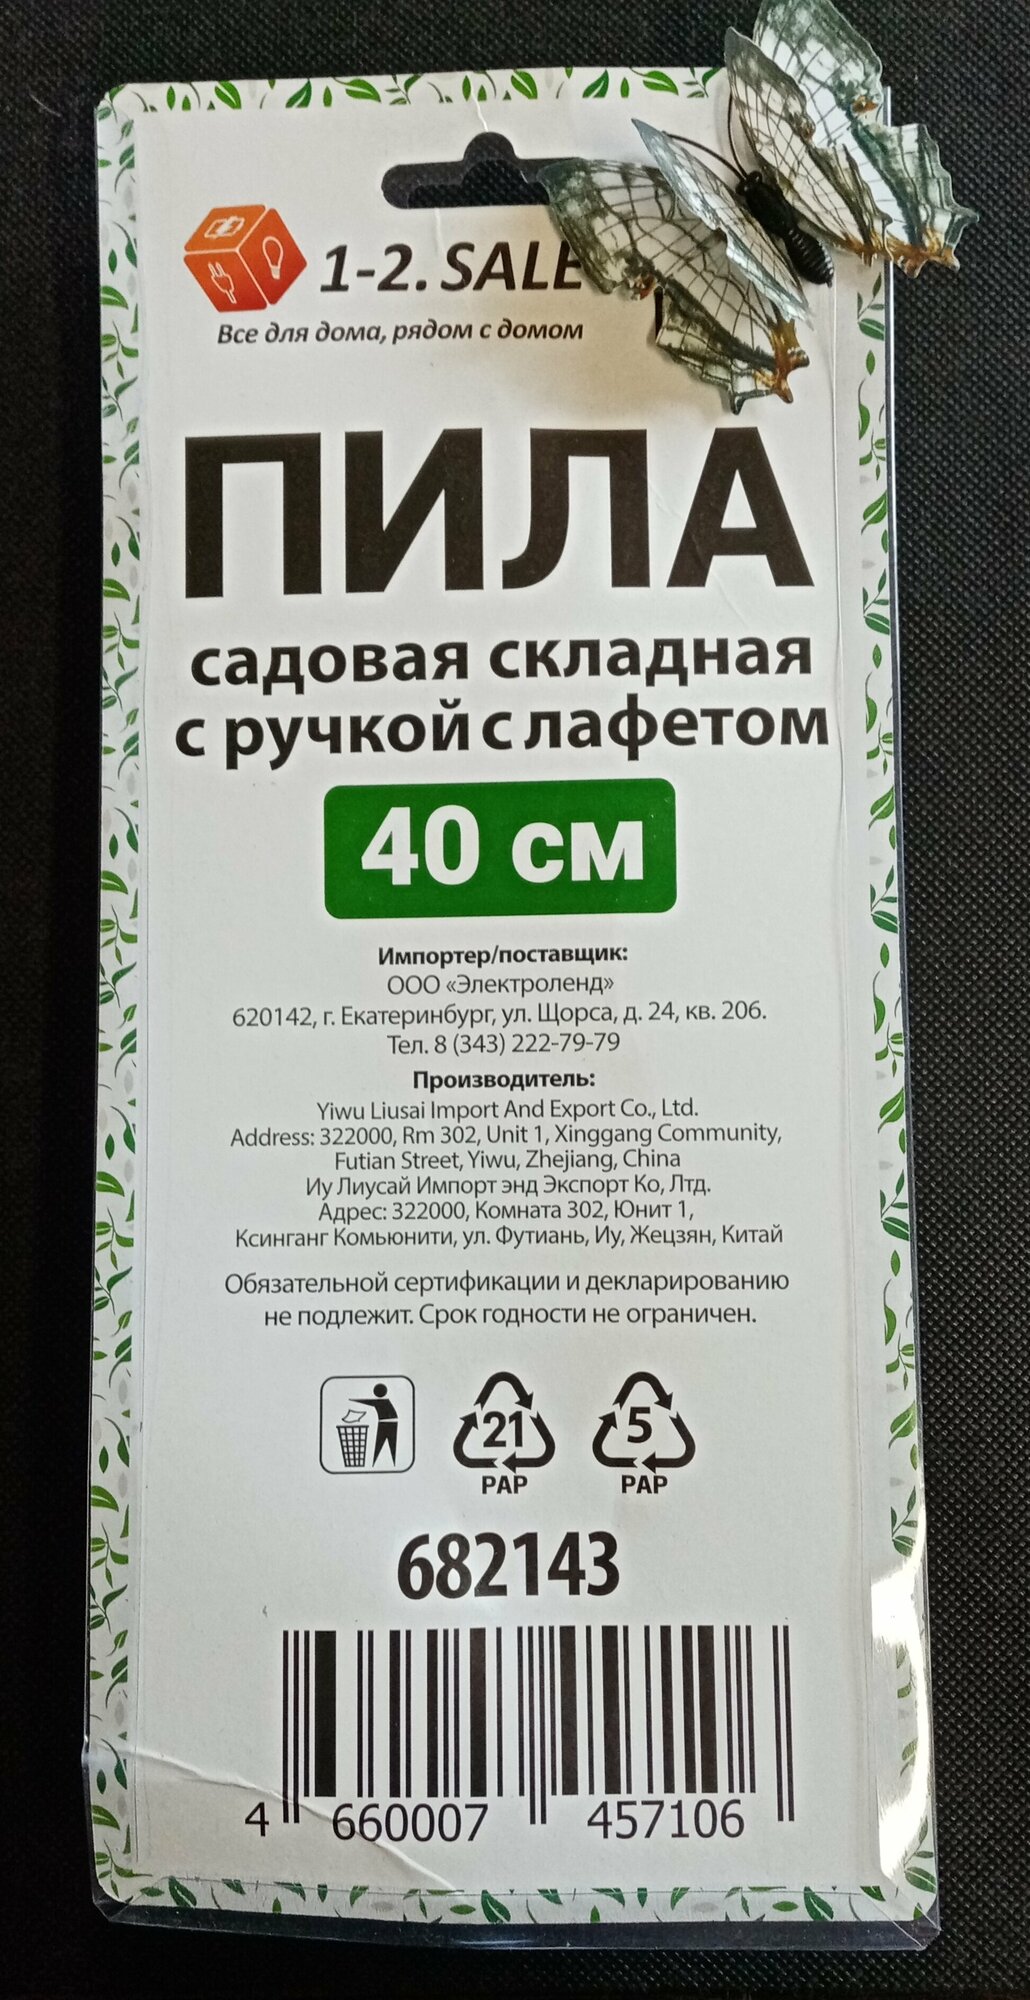 1-2. SALE
Все для дома, рядом с домом
ПИЛА
садовая складная
с ручкой с лафетом
40 см
Импортер/поставщик:
ООО «Электроленд»
620142, г. Екатеринбург, ул. Щорса, д. 24, кв. 206.
Тел. 8 (343) 222-79-79
Производитель:
Yiwu Liusai Import And Export Co., Ltd.
Address: 322000, Rm 302, Unit 1, Xinggang Community,
Futian Street, Yiwu, Zhejiang, China
Иу Лиусай Импорт энд Экспорт Ко, Лтд.
Адрес: 322000, Комната 302, Юнит 1,
Ксинганг Комьюнити, ул. Футиань, Иу, Жецзян, Китай
Обязательной сертификации и декларированию
не подлежит. Срок годности не ограничен.
21 5
PAP PAP
682143
4 660007 457106